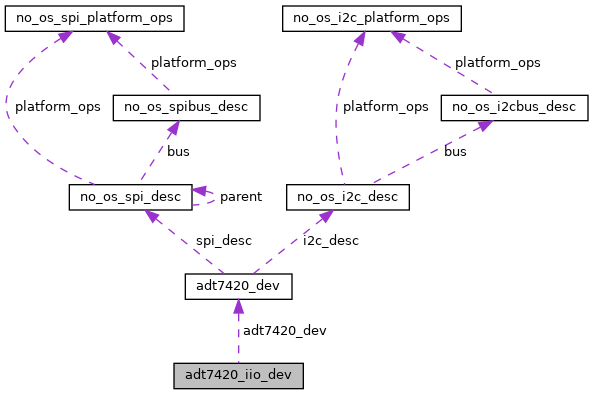 no_os_spi_platform_ops
no_os_i2c_platform_ops
platform_ops
platform_ops
platform_ops
no_os_spibus_desc
platform_ops
no_os_i2cbus_desc
bus
bus
no_os_spi_desc
parent
no_os_i2c_desc
spi_desc
i2c_desc
adt7420_dev
adt7420_dev
adt7420_iio_dev